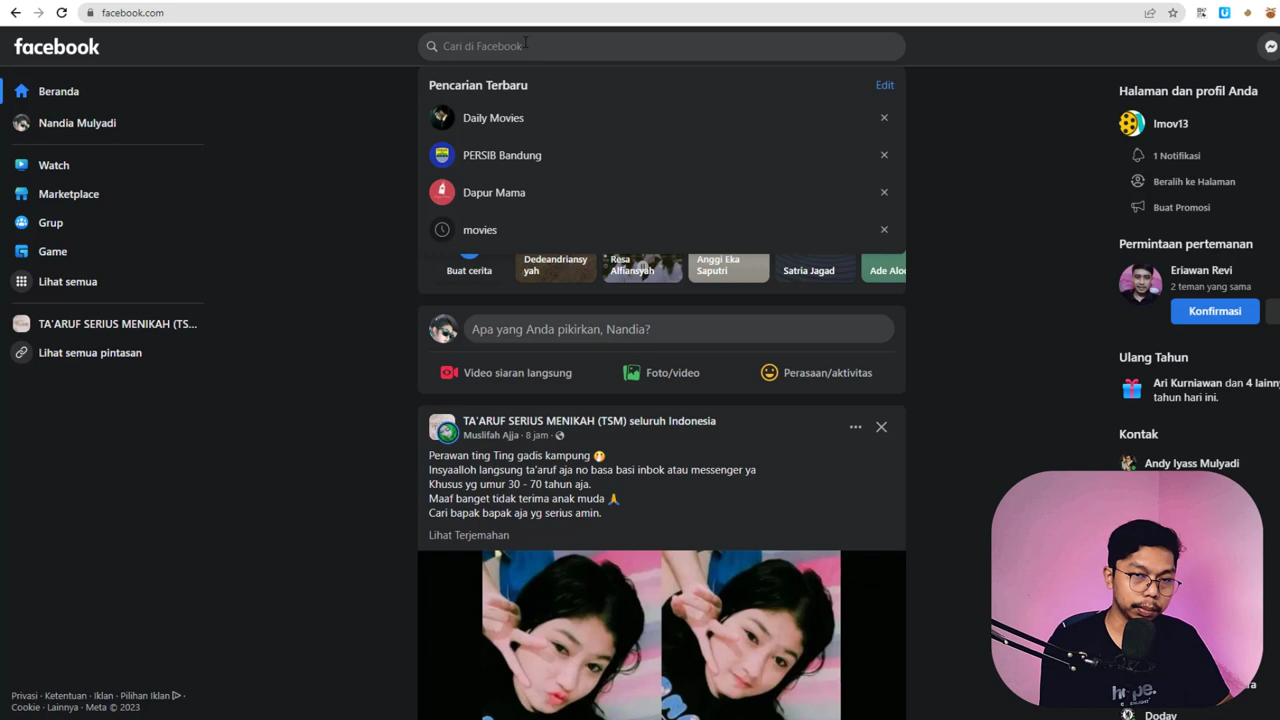 facebook.com
facebook
Cari di Facebook
Pencarian Terbaru
Edit
Daily Movies
PERSIB Bandung
Dapur Mama
movies
Beranda
Nandia Mulyadi
Watch
Marketplace
Grup
Game
Lihat semua
TA'ARUF SERIUS MENIKAH (TS...
Lihat semua pintasan
Buat cerita
Dedeandriansy
yah
Resa
Alfiansyah
Anggi Eka
Saputri
Satria Jagad
Apa yang Anda pikirkan, Nandia?
Video siaran langsung
Foto/video
Perasaan/aktivitas
TA'ARUF SERIUS MENIKAH (TSM) seluruh Indonesia
Muslifah Ajja · 8 jam ·
Perawan ting Ting gadis kampung
Insyaalloh langsung ta'aruf aja no basa basi inbok atau messenger ya
Khusus yg umur 30 - 70 tahun aja.
Maaf banget tidak terima anak muda
Cari bapak bapak aja yg serius amin.
Lihat Terjemahan
Halaman dan profil Anda
Imov13
1 Notifikasi
Beralih ke Halaman
Buat Promosi
Permintaan pertemanan
Eriawan Revi
2 teman yang sama
Konfirmasi
Ulang Tahun
Ari Kurniawan dan 4 lainn
tahun hari ini.
Kontak
Andy Iyass Mulyadi
Doday
hope.
Privasi · Ketentuan · Iklan · Pilihan Iklan ·
Cookie · Lainnya · Meta © 2023